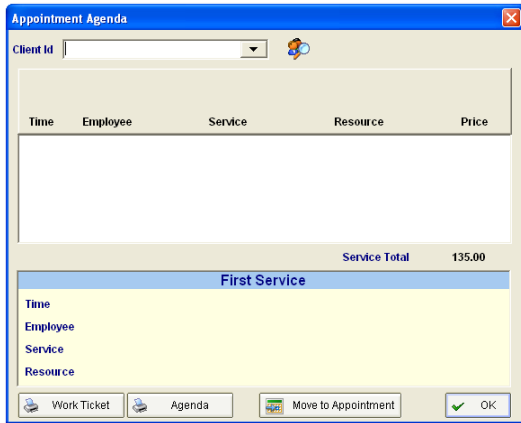 Appointment Agenda
Client Id
Time Employee Service Resource Price
Service Total 135.00
First Service
Time
Employee
Service
Resource
Work Ticket Agenda Move to Appointment OK